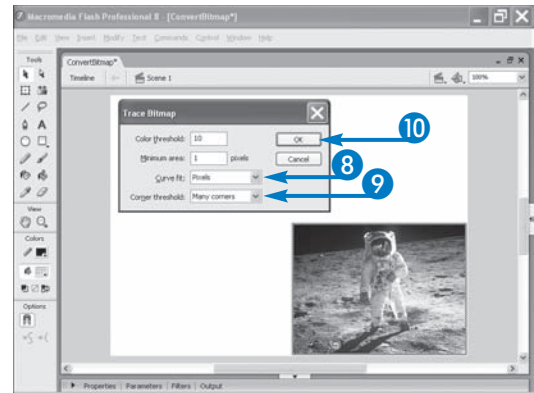 Macromedia Flash Professional 8 - [ConvertBitmap*]
File Edit View Insert Modify Text Commands Control Window Help
Tools
ConvertBitmap*
Timeline
Scene 1
100%
Trace Bitmap
Color threshold: 10
OK
10
Minimum area: 1 pixels
Cancel
8
Curve fit: Pixels
9
Corner threshold: Many corners
View
Colors
Options
Properties Parameters Filters Output